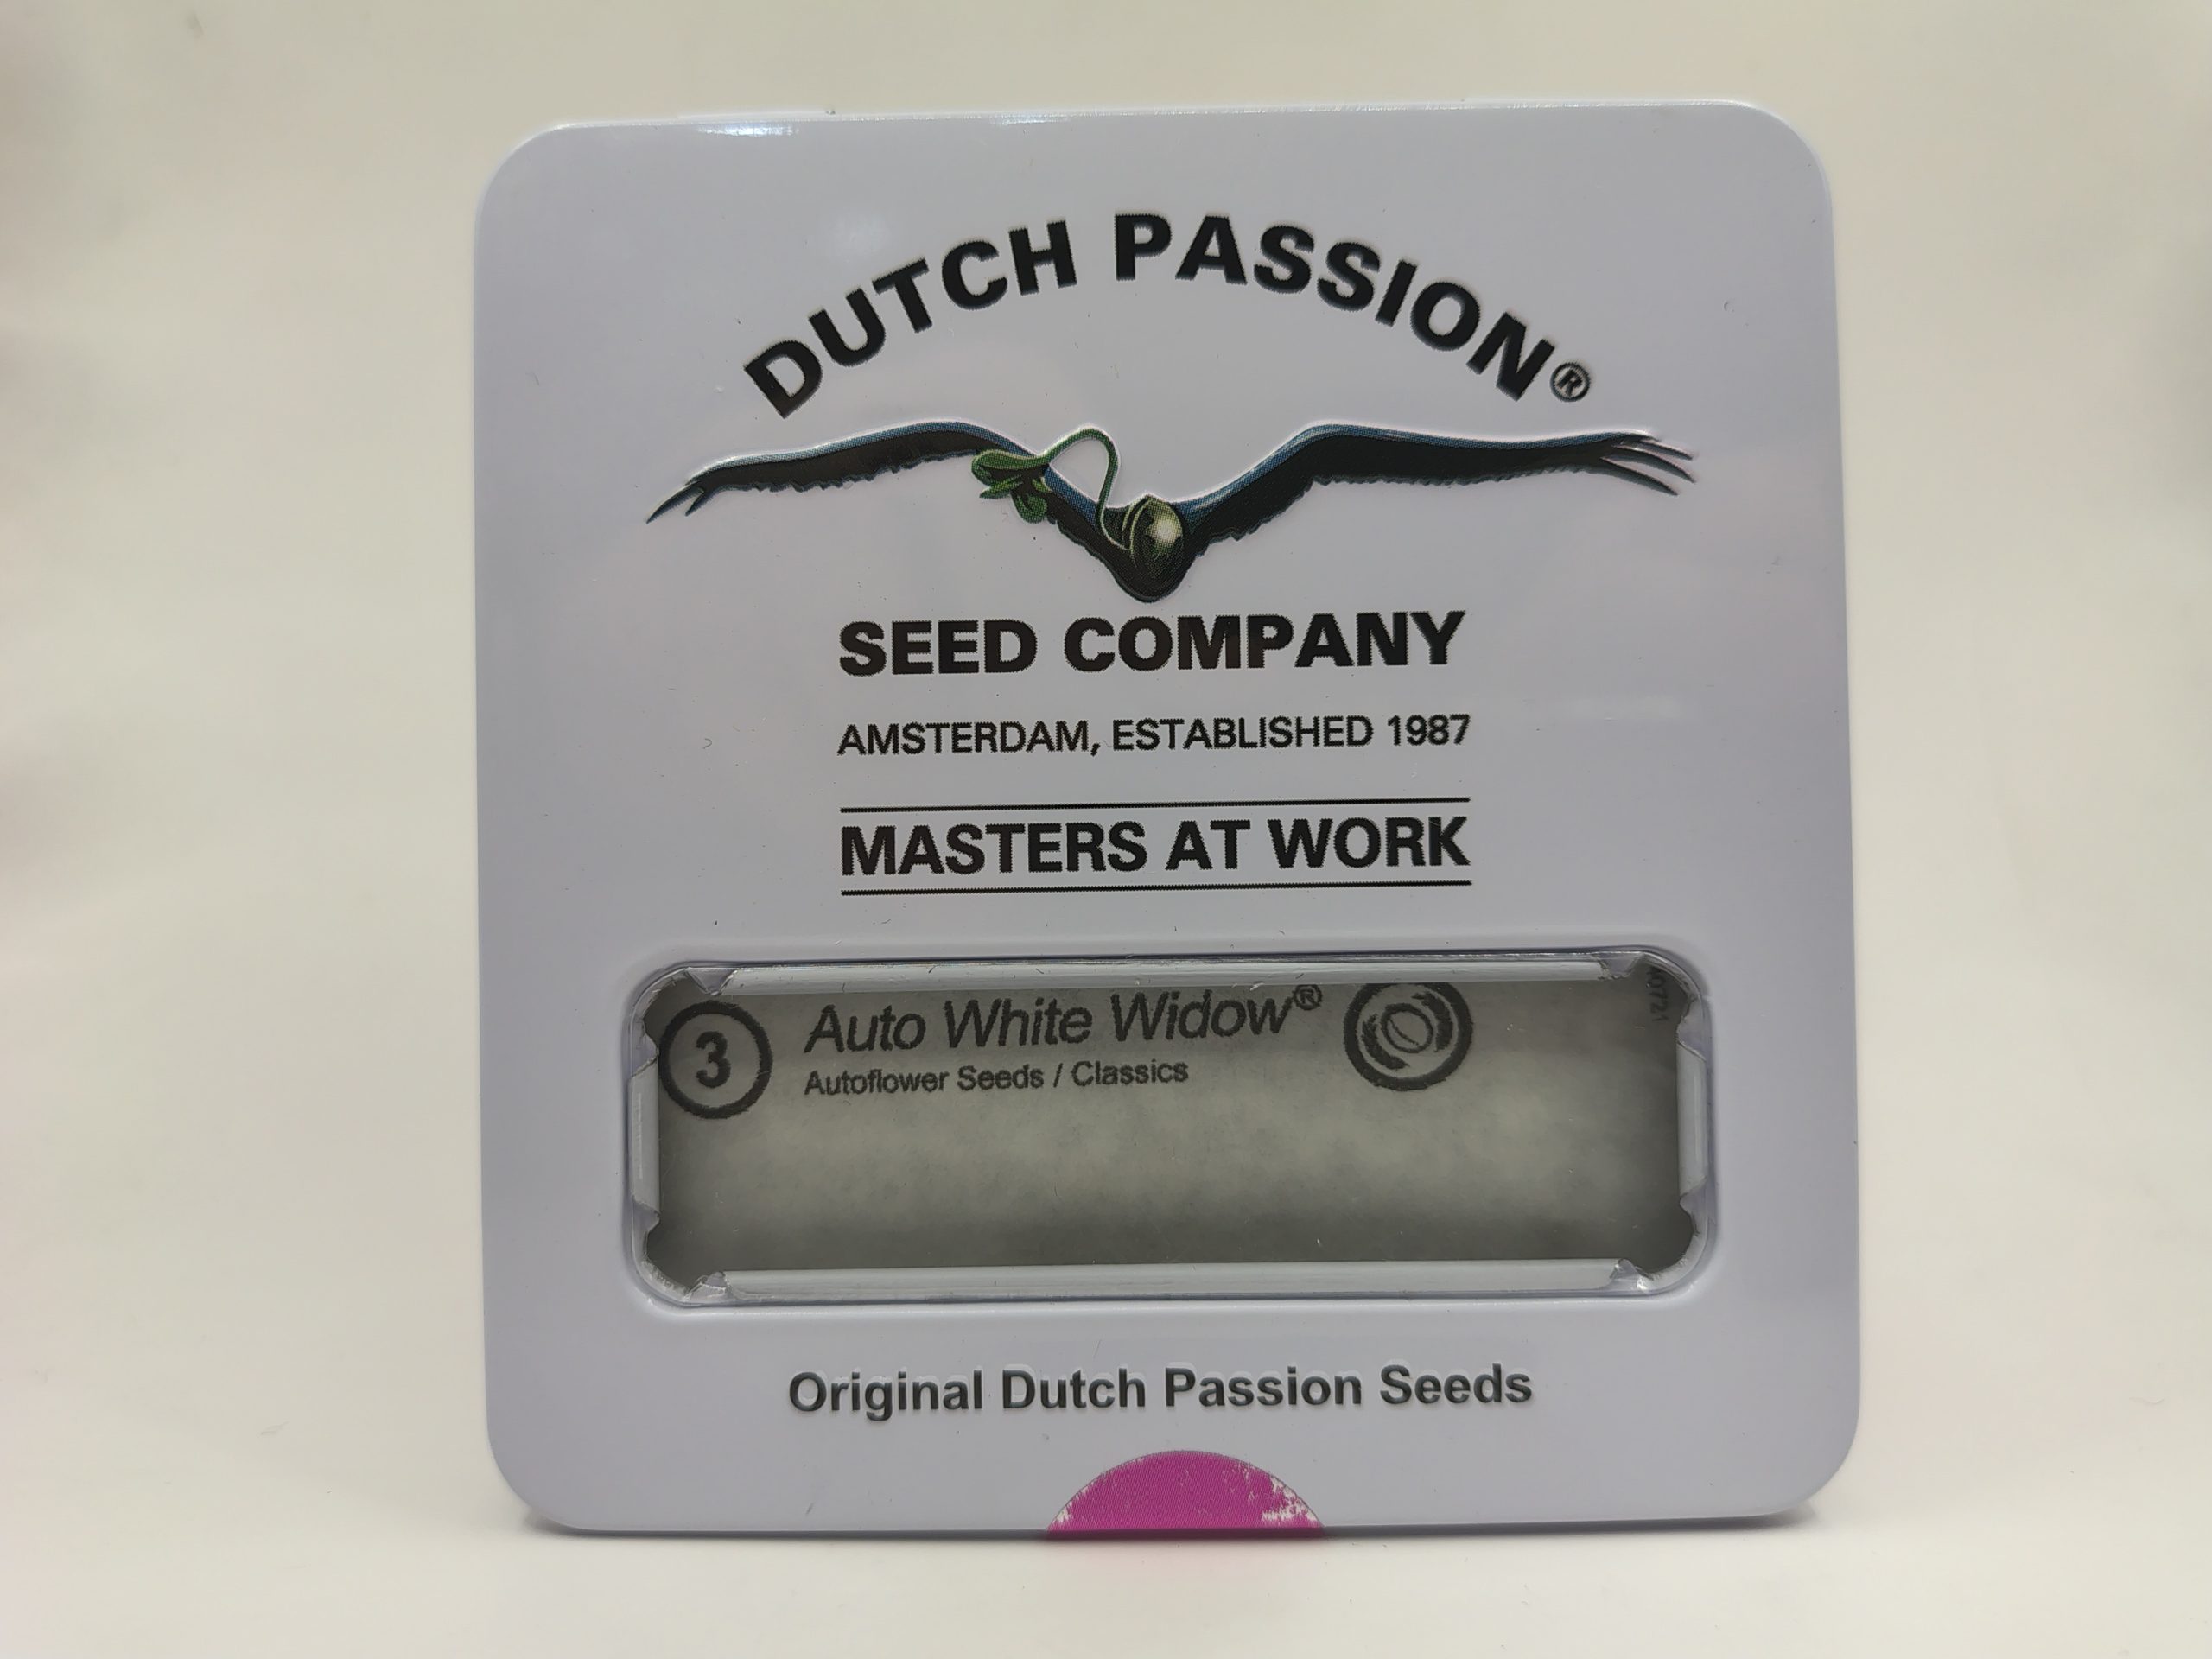 DUTCH PASSION®
SEED COMPANY
AMSTERDAM, ESTABLISHED 1987
MASTERS AT WORK
3
Auto White Widow®
Autoflower Seeds / Classics
Original Dutch Passion Seeds